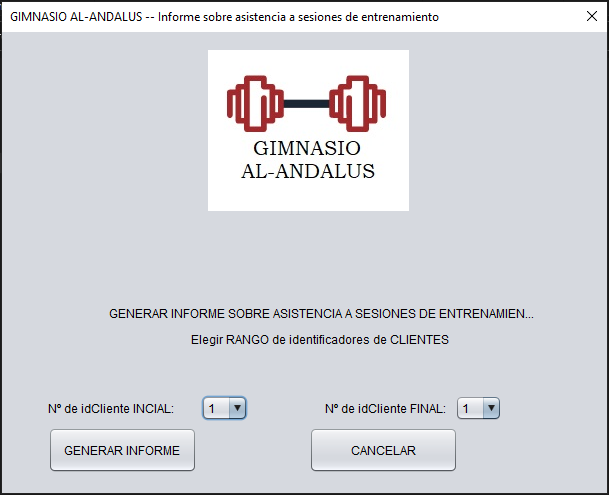 GIMNASIO AL-ANDALUS -- Informe sobre asistencia a sesiones de entrenamiento
GIMNASIO
AL-ANDALUS
GENERAR INFORME SOBRE ASISTENCIA A SESIONES DE ENTRENAMIEN...
Elegir RANGO de identificadores de CLIENTES
Nº de idCliente INCIAL: 1 Nº de idCliente FINAL: 1
GENERAR INFORME CANCELAR